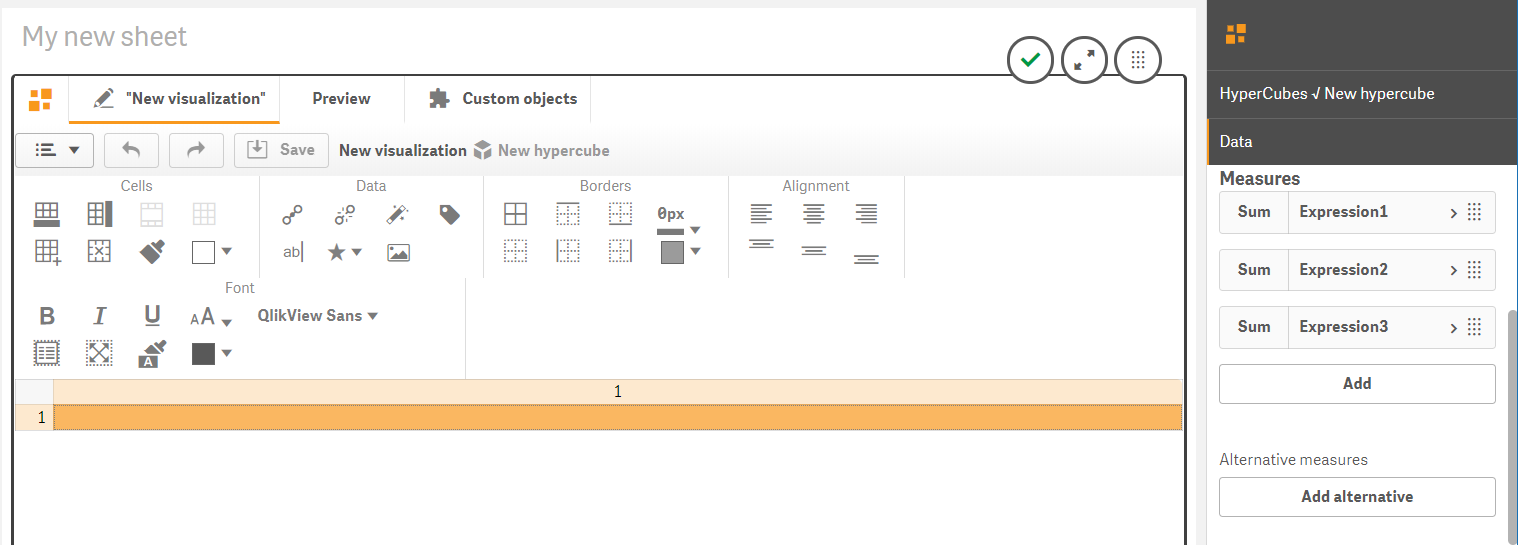 My new sheet
"New visualization" Preview Custom objects
Save New visualization New hypercube
Cells Data Borders Alignment
0px
ab|
Font
B I U AA QlikView Sans
A
1
1
HyperCubes √ New hypercube
Data
Measures
Sum Expression1
Sum Expression2
Sum Expression3
Add
Alternative measures
Add alternative